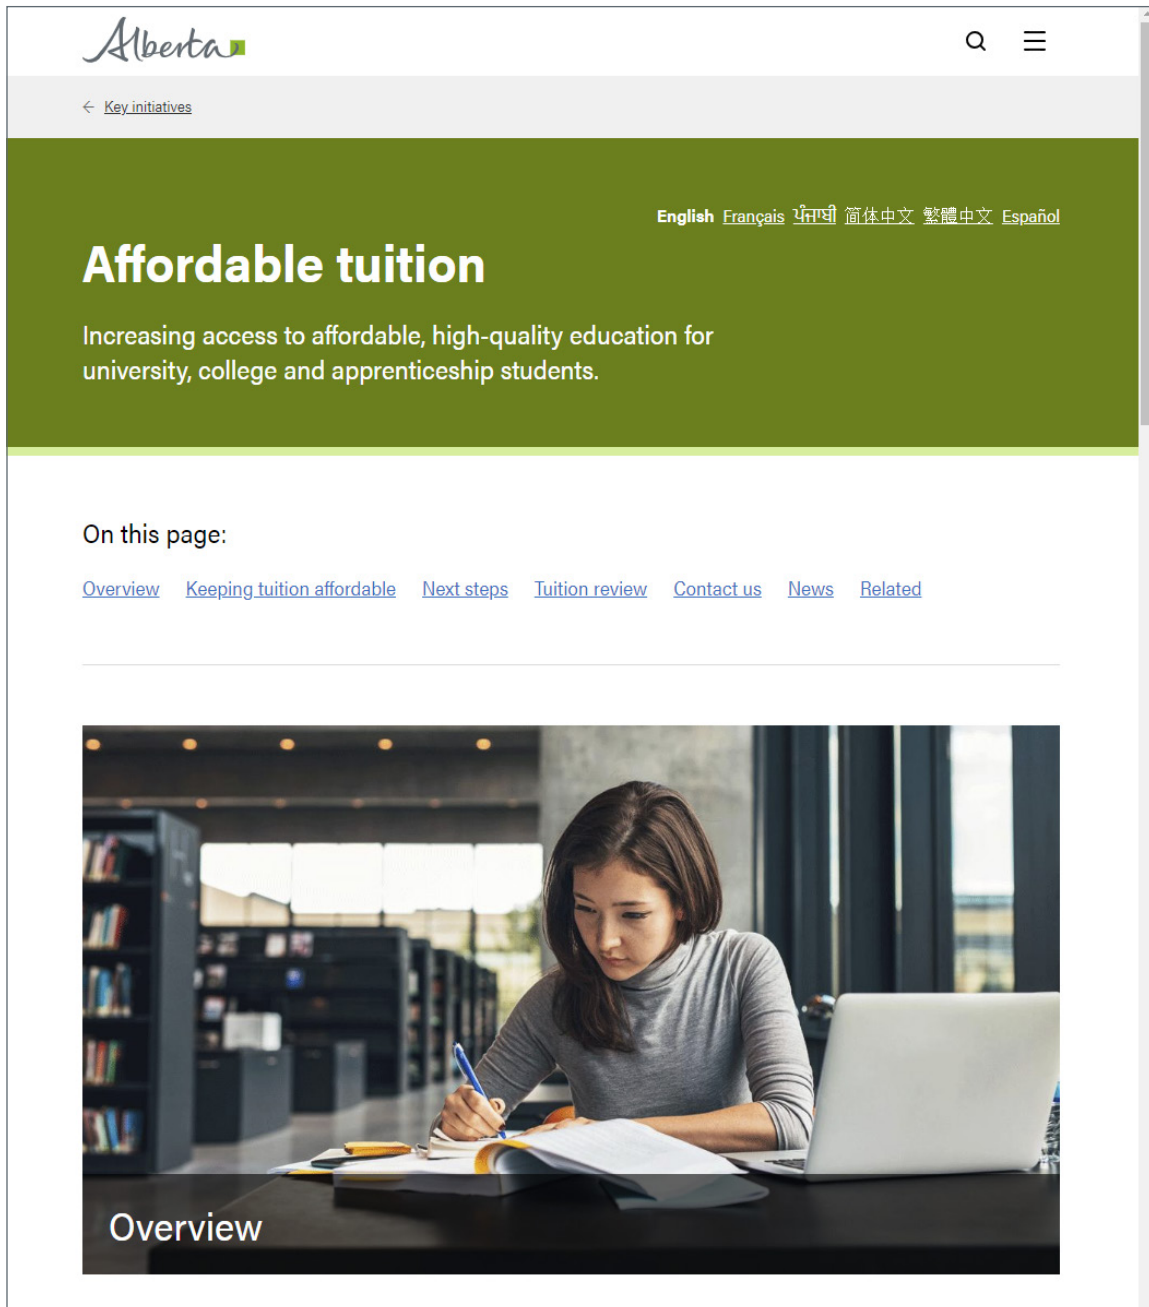 Alberta
← Key initiatives
English Français ਪੰਜਾਬੀ 简体中文 繁體中文 Español
Affordable tuition
Increasing access to affordable, high-quality education for
university, college and apprenticeship students.
On this page:
Overview Keeping tuition affordable Next steps Tuition review Contact us News Related
Overview